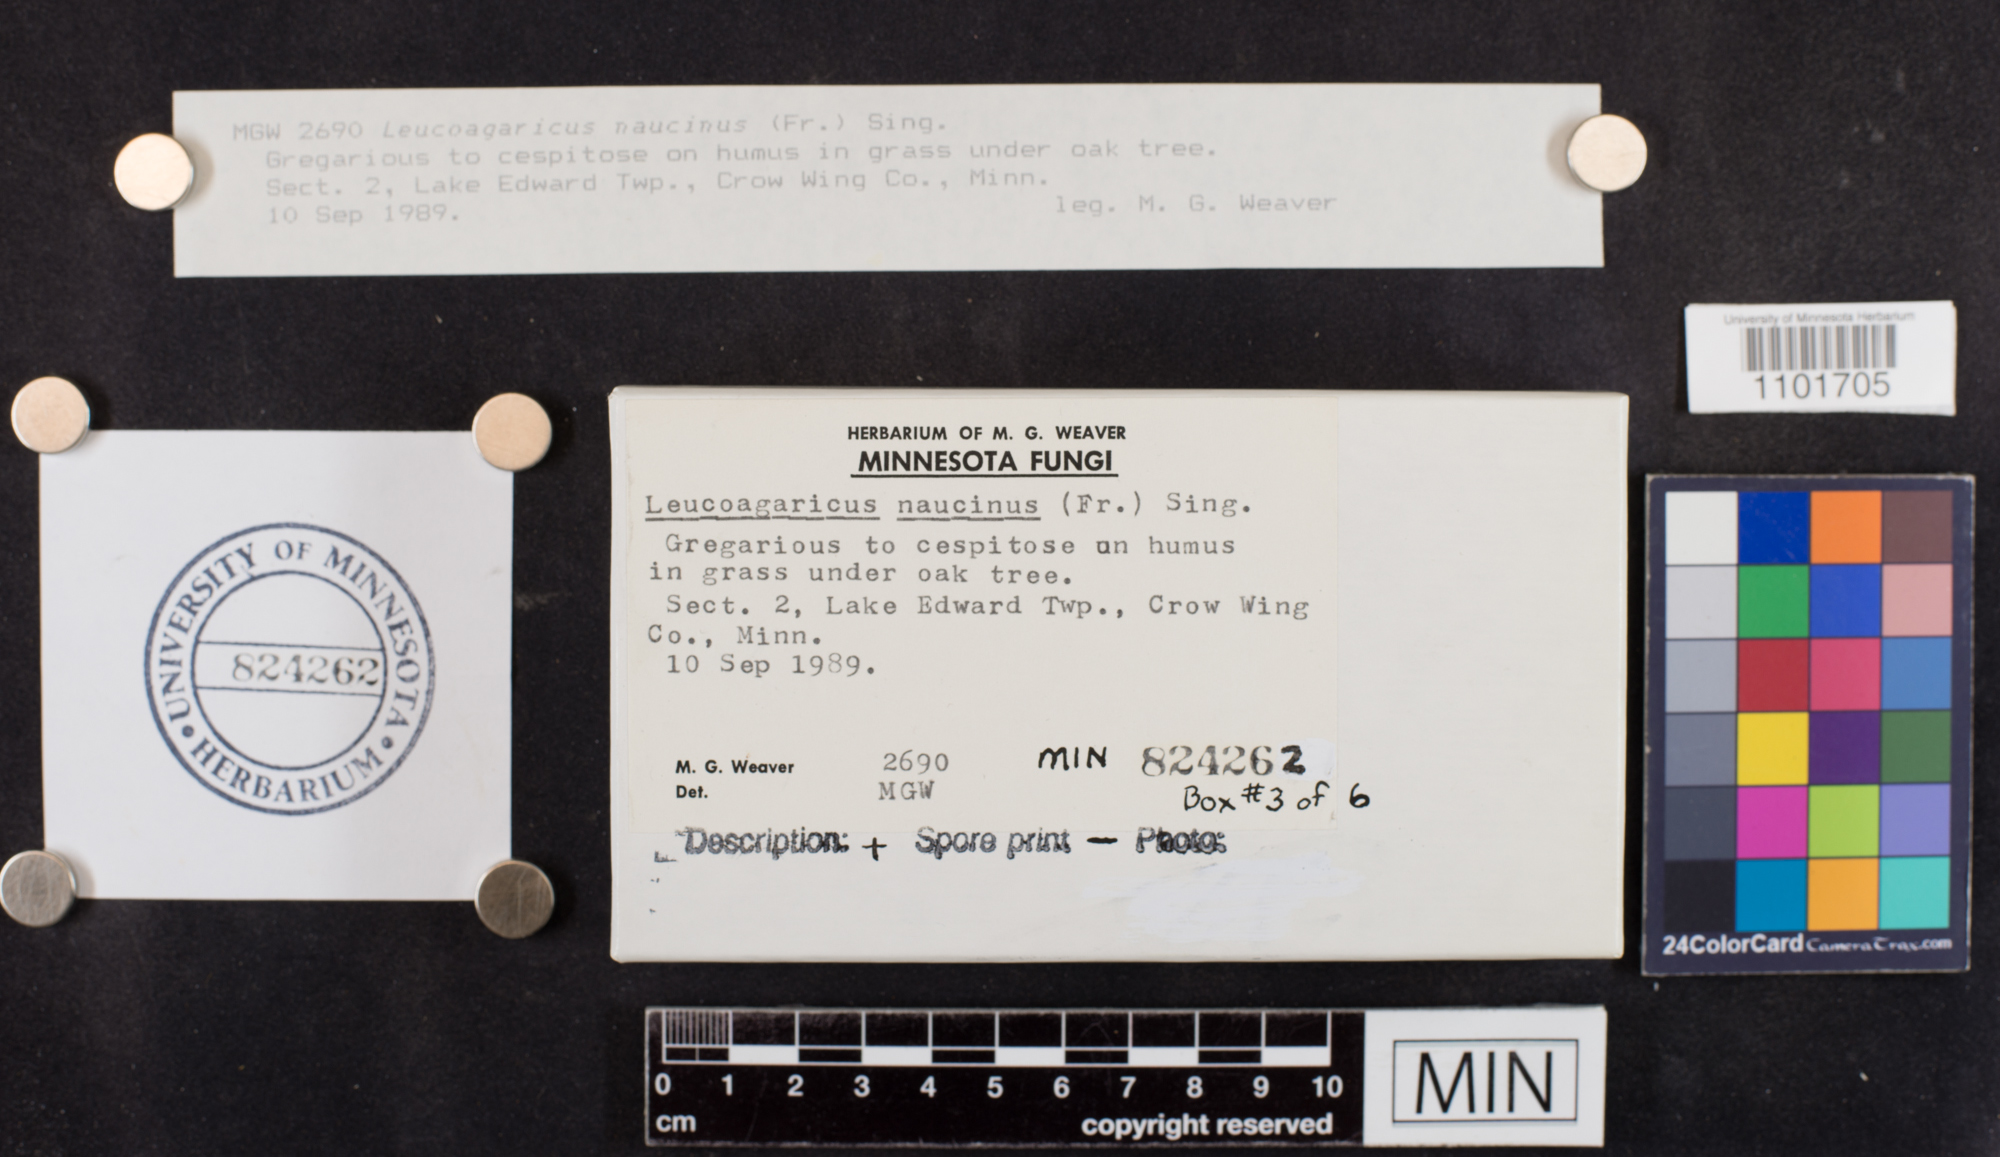 MGW 2690 Leucoagaricus naucinus (Fr.) Sing.
Gregarious to cespitose on humus in grass under oak tree.
Sect. 2, Lake Edward Twp., Crow Wing Co., Minn.
10 Sep 1989.
leg. M. G. Weaver
University of Minnesota Herbarium
1101705
UNIVERSITY OF MINNESOTA
824262
• HERBARIUM •
HERBARIUM OF M. G. WEAVER
MINNESOTA FUNGI
Leucoagaricus naucinus (Fr.) Sing.
Gregarious to cespitose on humus
in grass under oak tree.
Sect. 2, Lake Edward Twp., Crow Wing
Co., Minn.
10 Sep 1989.
M. G. Weaver 2690 MIN 824262
Det. MGW Box #3 of 6
Description: + Spore print — Photo:
24ColorCard CameraTrax.com
0 1 2 3 4 5 6 7 8 9 10
cm copyright reserved
MIN